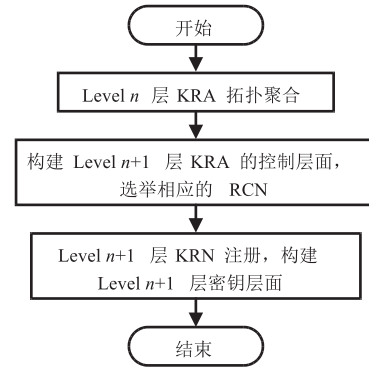 开始
Level n 层 KRA 拓扑聚合
构建 Level n+1 层 KRA 的控制层面，
选举相应的 RCN
Level n+1 层 KRN 注册，构建
Level n+1 层密钥层面
结束